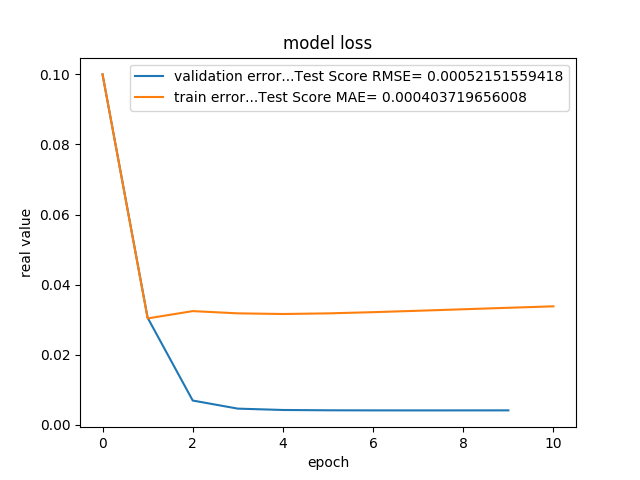 model loss
validation error...Test Score RMSE= 0.00052151559418
train error...Test Score MAE= 0.000403719656008
0.10
0.08
0.06
0.04
0.02
0.00
real value
0 2 4 6 8 10
epoch